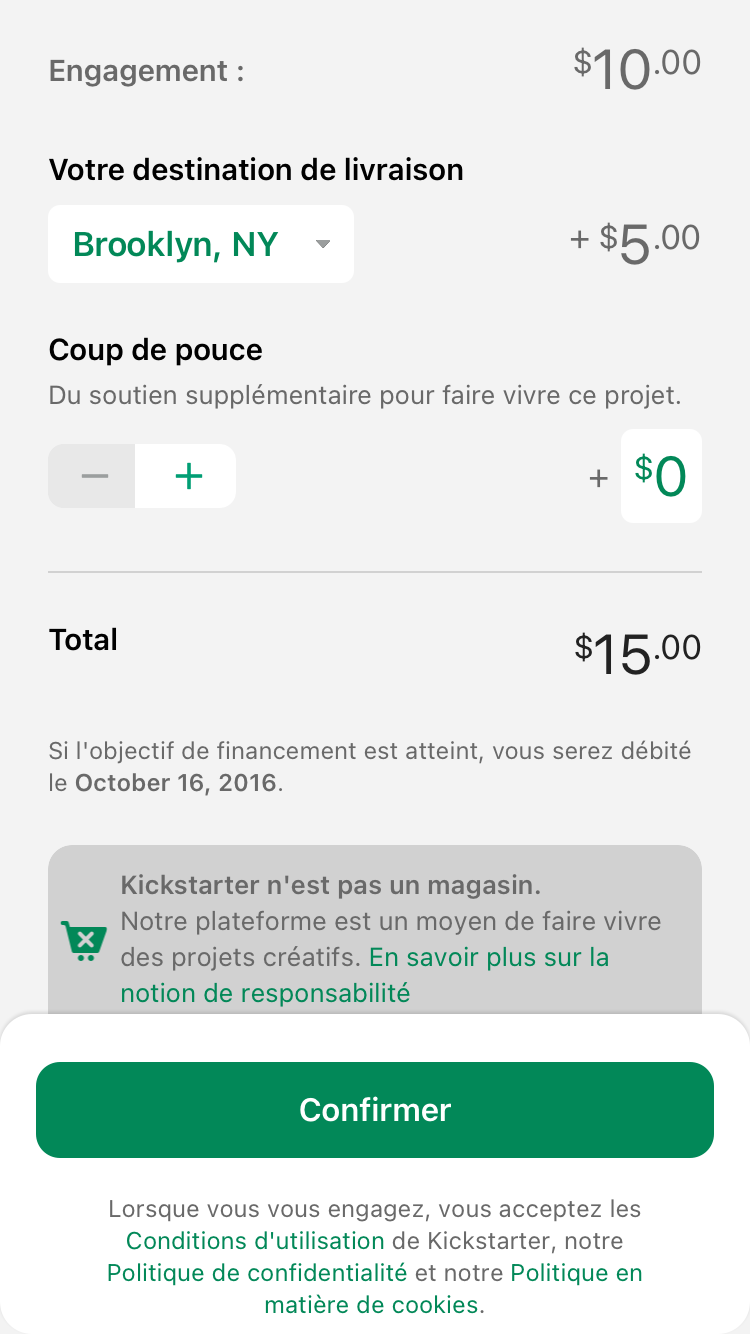 Engagement : $10.00
Votre destination de livraison
Brooklyn, NY + $5.00
Coup de pouce
Du soutien supplémentaire pour faire vivre ce projet.
− + + $0
Total $15.00
Si l'objectif de financement est atteint, vous serez débité
le October 16, 2016.
Kickstarter n'est pas un magasin.
Notre plateforme est un moyen de faire vivre
des projets créatifs. En savoir plus sur la
notion de responsabilité
Confirmer
Lorsque vous vous engagez, vous acceptez les
Conditions d'utilisation de Kickstarter, notre
Politique de confidentialité et notre Politique en
matière de cookies.